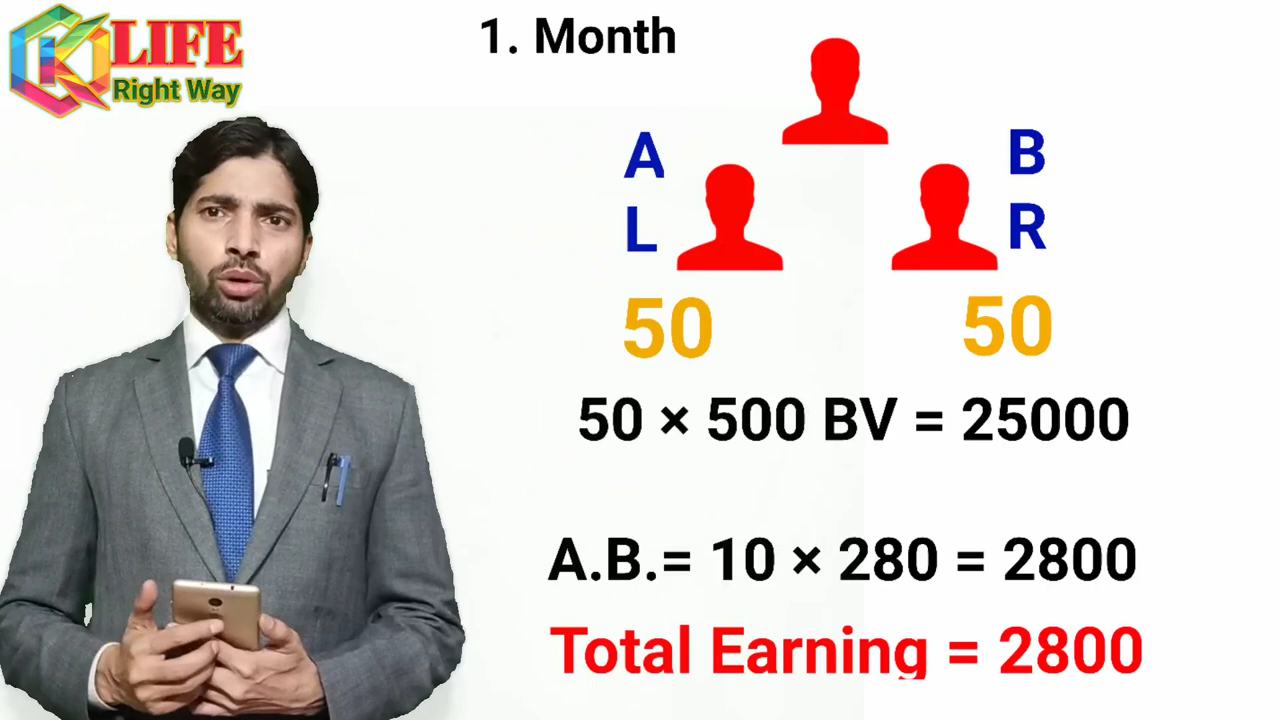 LIFE
Right Way
1. Month
A
B
L
R
50
50
50 × 500 BV = 25000
A.B.= 10 × 280 = 2800
Total Earning = 2800